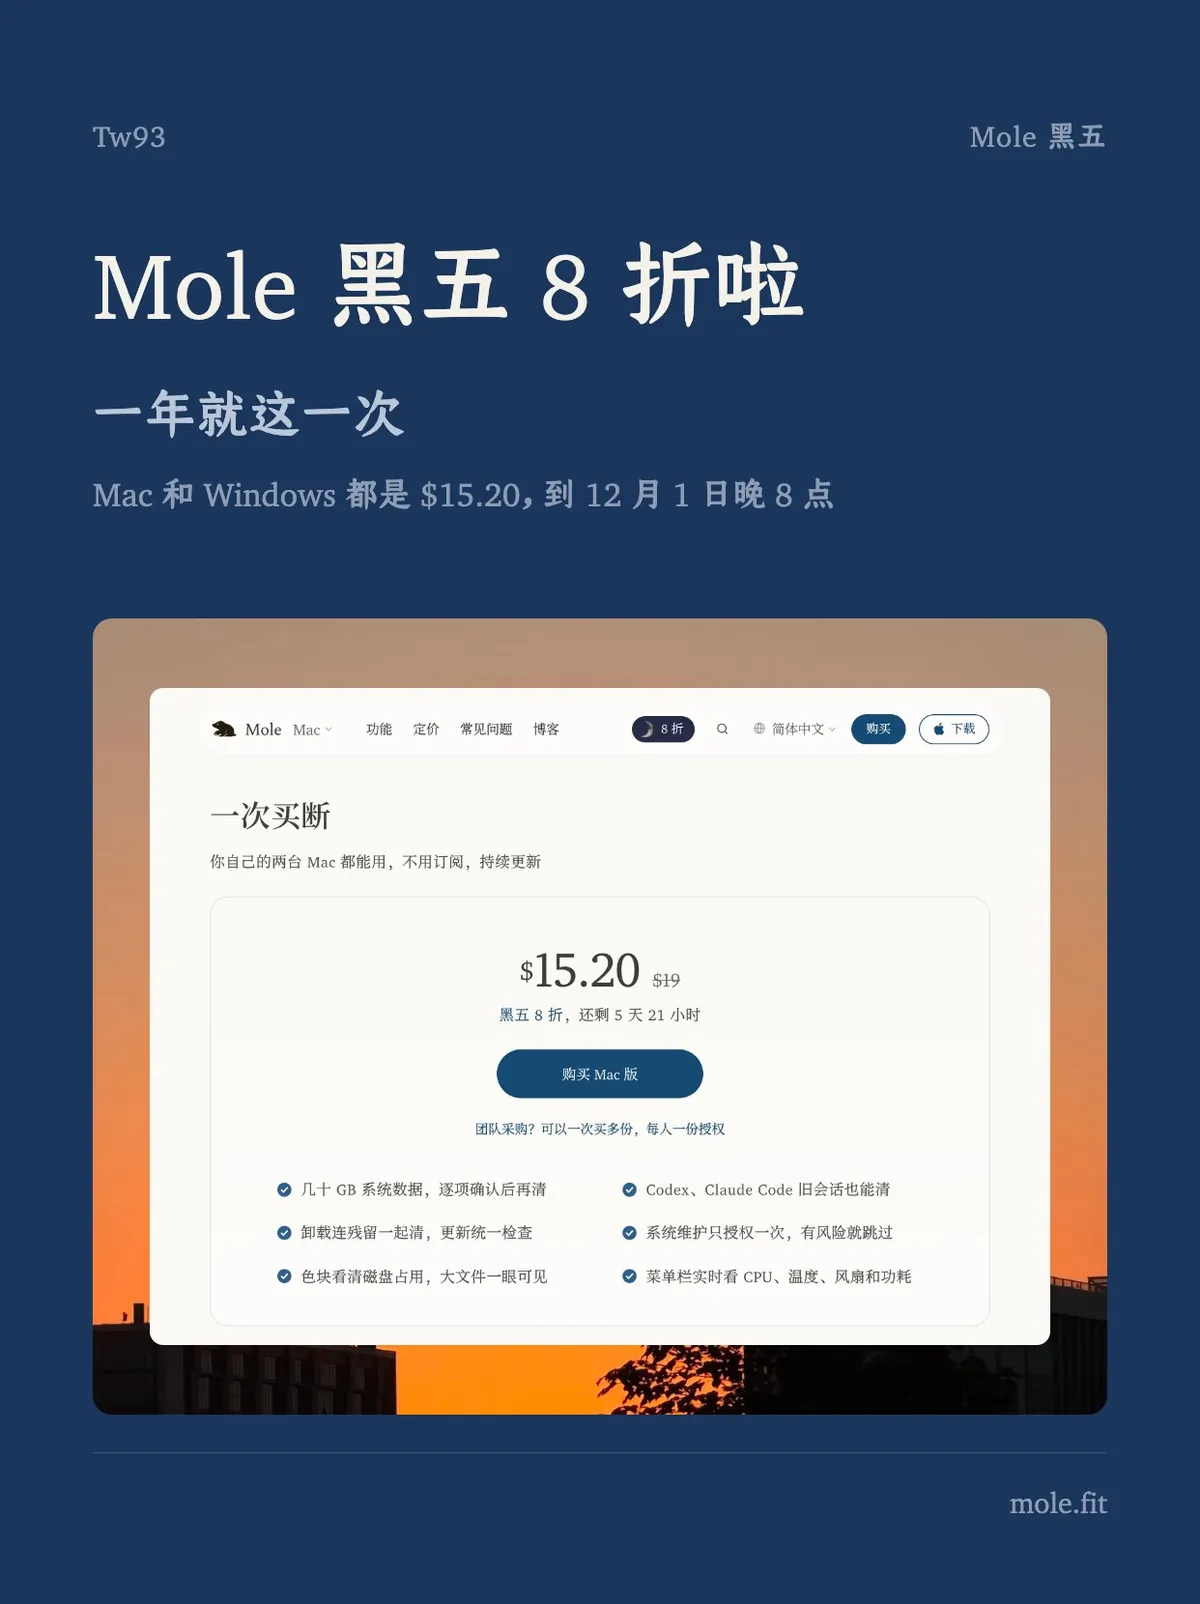 Tw93
Mole 黑五
Mole 黑五 8 折啦
一年就这一次
Mac 和 Windows 都是 $15.20，到 12 月 1 日晚 8 点
Mole Mac 功能 定价 常见问题 博客 8 折 简体中文 购买 下载
一次买断
你自己的两台 Mac 都能用，不用订阅，持续更新
$15.20 $19
黑五 8 折，还剩 5 天 21 小时
购买 Mac 版
团队采购？可以一次买多份，每人一份授权
几十 GB 系统数据，逐项确认后再清
Codex、Claude Code 旧会话也能清
卸载连残留一起清，更新统一检查
系统维护只授权一次，有风险就跳过
色块看清磁盘占用，大文件一眼可见
菜单栏实时看 CPU、温度、风扇和功耗
mole.fit